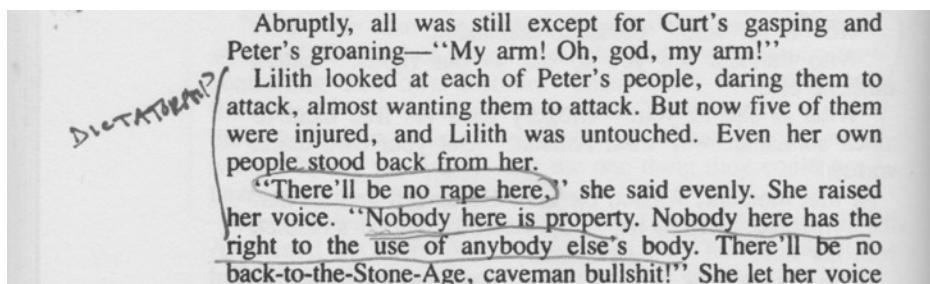 Abruptly, all was still except for Curt's gasping and
Peter's groaning—"My arm! Oh, god, my arm!"
Lilith looked at each of Peter's people, daring them to
attack, almost wanting them to attack. But now five of them
were injured, and Lilith was untouched. Even her own
people stood back from her.
"There'll be no rape here," she said evenly. She raised
her voice. "Nobody here is property. Nobody here has the
right to the use of anybody else's body. There'll be no
back-to-the-Stone-Age, caveman bullshit!" She let her voice